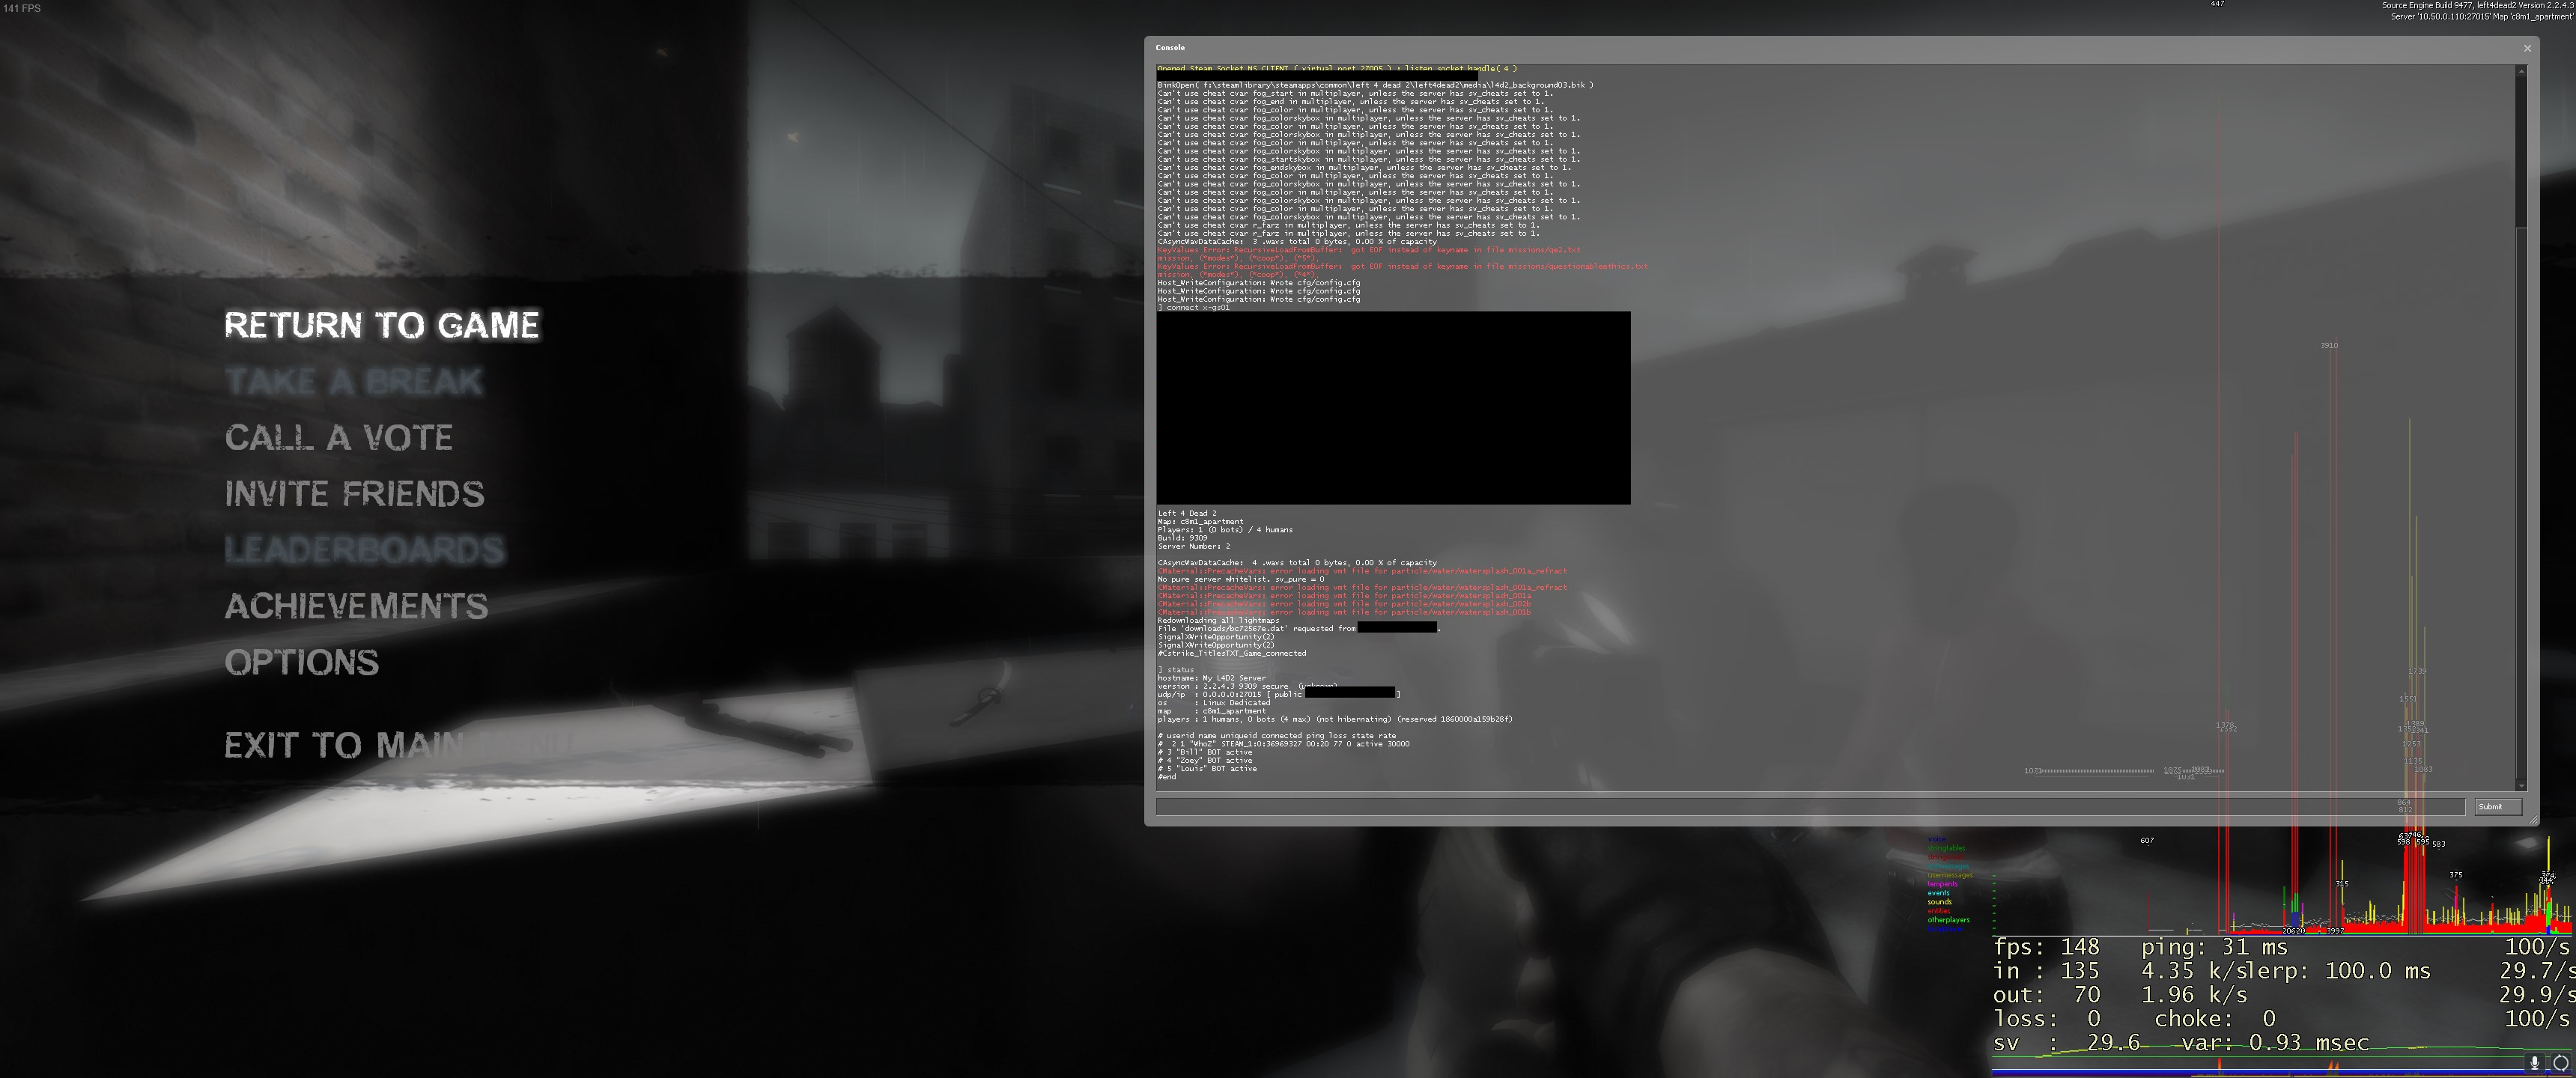 141 FPS
447
Source Engine Build 9477, left4dead2 Version 2.2.4.3
Server '10.50.0.110:27015' Map 'c8m1_apartment'
Console
Opened Steam Socket NS_CLIENT ( virtual port 27005 ) : listen socket handle( 4 )
BinkOpen( f:\steamlibrary\steamapps\common\left 4 dead 2\left4dead2\media\l4d2_background03.bik )
Can't use cheat cvar fog_start in multiplayer, unless the server has sv_cheats set to 1.
Can't use cheat cvar fog_end in multiplayer, unless the server has sv_cheats set to 1.
Can't use cheat cvar fog_color in multiplayer, unless the server has sv_cheats set to 1.
Can't use cheat cvar fog_colorskybox in multiplayer, unless the server has sv_cheats set to 1.
Can't use cheat cvar fog_color in multiplayer, unless the server has sv_cheats set to 1.
Can't use cheat cvar fog_colorskybox in multiplayer, unless the server has sv_cheats set to 1.
Can't use cheat cvar fog_color in multiplayer, unless the server has sv_cheats set to 1.
Can't use cheat cvar fog_colorskybox in multiplayer, unless the server has sv_cheats set to 1.
Can't use cheat cvar fog_startskybox in multiplayer, unless the server has sv_cheats set to 1.
Can't use cheat cvar fog_endskybox in multiplayer, unless the server has sv_cheats set to 1.
Can't use cheat cvar fog_color in multiplayer, unless the server has sv_cheats set to 1.
Can't use cheat cvar fog_colorskybox in multiplayer, unless the server has sv_cheats set to 1.
Can't use cheat cvar fog_color in multiplayer, unless the server has sv_cheats set to 1.
Can't use cheat cvar fog_colorskybox in multiplayer, unless the server has sv_cheats set to 1.
Can't use cheat cvar fog_color in multiplayer, unless the server has sv_cheats set to 1.
Can't use cheat cvar fog_colorskybox in multiplayer, unless the server has sv_cheats set to 1.
Can't use cheat cvar r_farz in multiplayer, unless the server has sv_cheats set to 1.
Can't use cheat cvar r_farz in multiplayer, unless the server has sv_cheats set to 1.
CAsyncWavDataCache:  3 .wavs total 0 bytes, 0.00 % of capacity
KeyValues Error: RecursiveLoadFromBuffer:  got EOF instead of keyname in file missions/qe2.txt
mission, (*modes*), (*coop*), (*5*),
KeyValues Error: RecursiveLoadFromBuffer:  got EOF instead of keyname in file missions/questionableethics.txt
mission, (*modes*), (*coop*), (*4*),
Host_WriteConfiguration: Wrote cfg/config.cfg
Host_WriteConfiguration: Wrote cfg/config.cfg
Host_WriteConfiguration: Wrote cfg/config.cfg
] connect x-gs01
RETURN TO GAME
TAKE A BREAK
CALL A VOTE
INVITE FRIENDS
LEADERBOARDS
ACHIEVEMENTS
OPTIONS
EXIT TO MAIN MENU
Left 4 Dead 2
Map: c8m1_apartment
Players: 1 (0 bots) / 4 humans
Build: 9309
Server Number: 2
CAsyncWavDataCache:  4 .wavs total 0 bytes, 0.00 % of capacity
CMaterial::PrecacheVars: error loading vmt file for particle/water/watersplash_001a_refract
No pure server whitelist. sv_pure = 0
CMaterial::PrecacheVars: error loading vmt file for particle/water/watersplash_001a_refract
CMaterial::PrecacheVars: error loading vmt file for particle/water/watersplash_001a
CMaterial::PrecacheVars: error loading vmt file for particle/water/watersplash_002b
CMaterial::PrecacheVars: error loading vmt file for particle/water/watersplash_001b
Redownloading all lightmaps
File 'downloads/bc72567e.dat' requested from .
SignalXWriteOpportunity(2)
SignalXWriteOpportunity(2)
#Cstrike_TitlesTXT_Game_connected
] status
hostname: My L4D2 Server
version : 2.2.4.3 9309 secure  (unknown)
udp/ip  : 0.0.0.0:27015 [ public ]
os      : Linux Dedicated
map     : c8m1_apartment
players : 1 humans, 0 bots (4 max) (not hibernating) (reserved 1860000a159b28f)
# userid name uniqueid connected ping loss state rate
#  2 1 "WhoZ" STEAM_1:0:36969327 00:20 77 0 active 30000
# 3 "Bill" BOT active
# 4 "Zoey" BOT active
# 5 "Louis" BOT active
#end
Submit
3910
1021
607
583
315
375
3997
stringtables
usermessages
tempents
events
sounds
entities
otherplayers
fps: 148 ping: 31 ms 100/s
in : 135 4.35 k/s lerp: 100.0 ms 29.7/s
out: 70 1.96 k/s 29.9/s
loss: 0 choke: 0 100/s
sv : 29.6 var: 0.93 msec